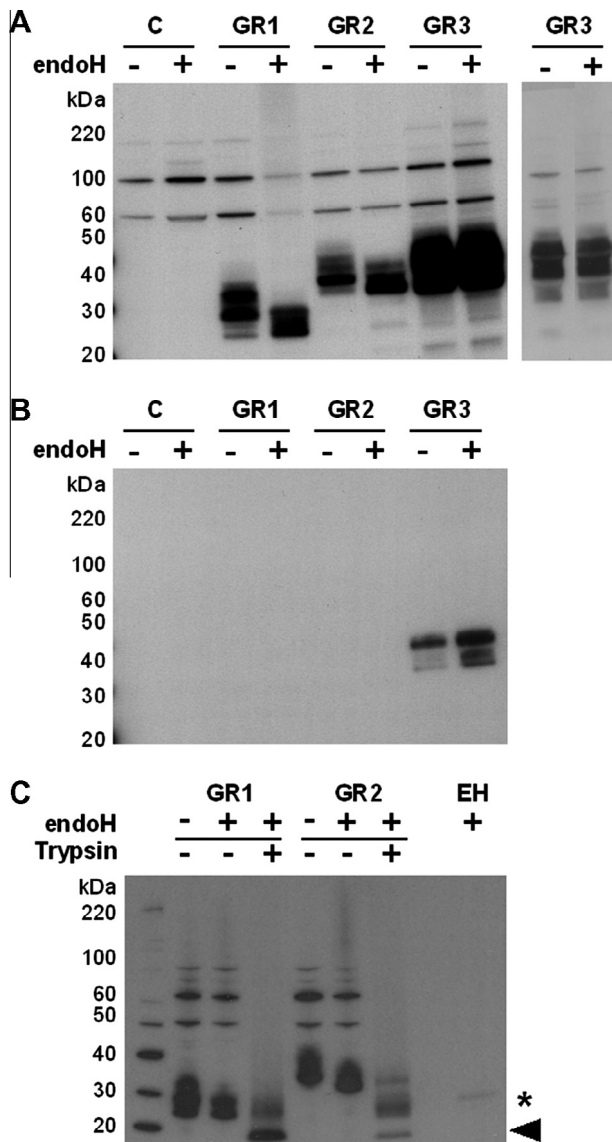 A
C GR1 GR2 GR3 GR3
endoH - + - + - + - + - +
kDa
220
100
60
50
40
30
20
B
C GR1 GR2 GR3
endoH - + - + - + - +
kDa
220
100
60
50
40
30
20
C
GR1 GR2 EH
endoH - + + - + + +
Trypsin - - + - - +
kDa
220
100
60
50
40
30
20
*